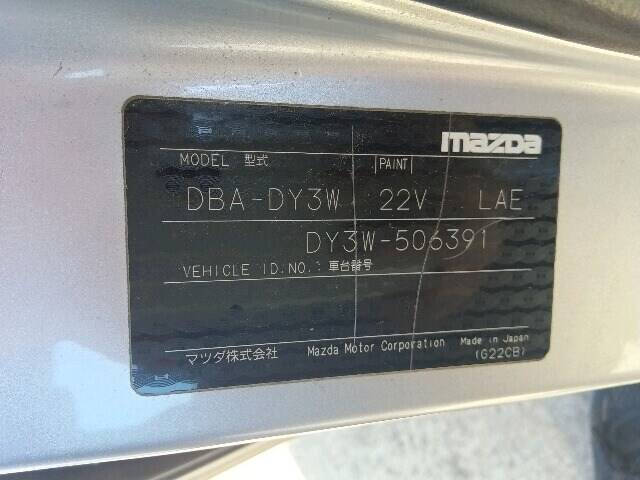 mazda
MODEL 型式 PAINT
DBA-DY3W 22V LAE
DY3W-506391
VEHICLE ID.NO.:車台番号
マツダ株式会社 Mazda Motor Corporation Made in Japan
(G22CB)